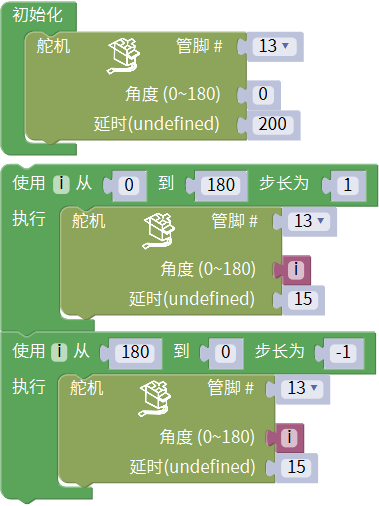 初始化
舵机 管脚 # 13
角度 (0~180) 0
延时(undefined) 200
使用 i 从 0 到 180 步长为 1
执行 舵机 管脚 # 13
角度 (0~180) i
延时(undefined) 15
使用 i 从 180 到 0 步长为 -1
执行 舵机 管脚 # 13
角度 (0~180) i
延时(undefined) 15